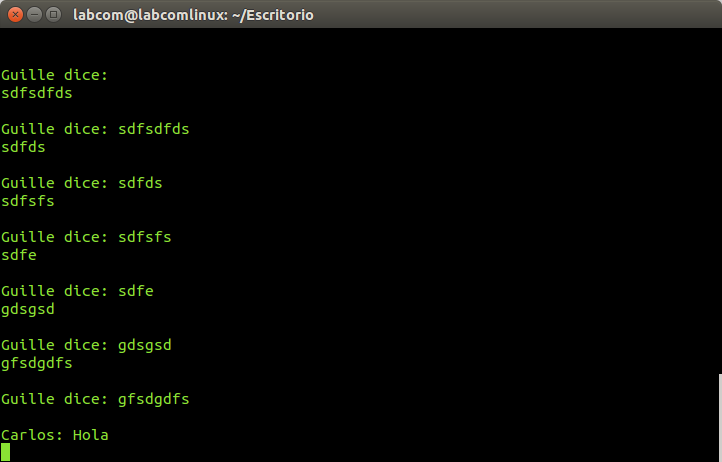 labcom@labcomlinux: ~/Escritorio
Guille dice:
sdfsdfds
Guille dice: sdfsdfds
sdfds
Guille dice: sdfds
sdfsfs
Guille dice: sdfsfs
sdfe
Guille dice: sdfe
gdsgsd
Guille dice: gdsgsd
gfsdgdfs
Guille dice: gfsdgdfs
Carlos: Hola